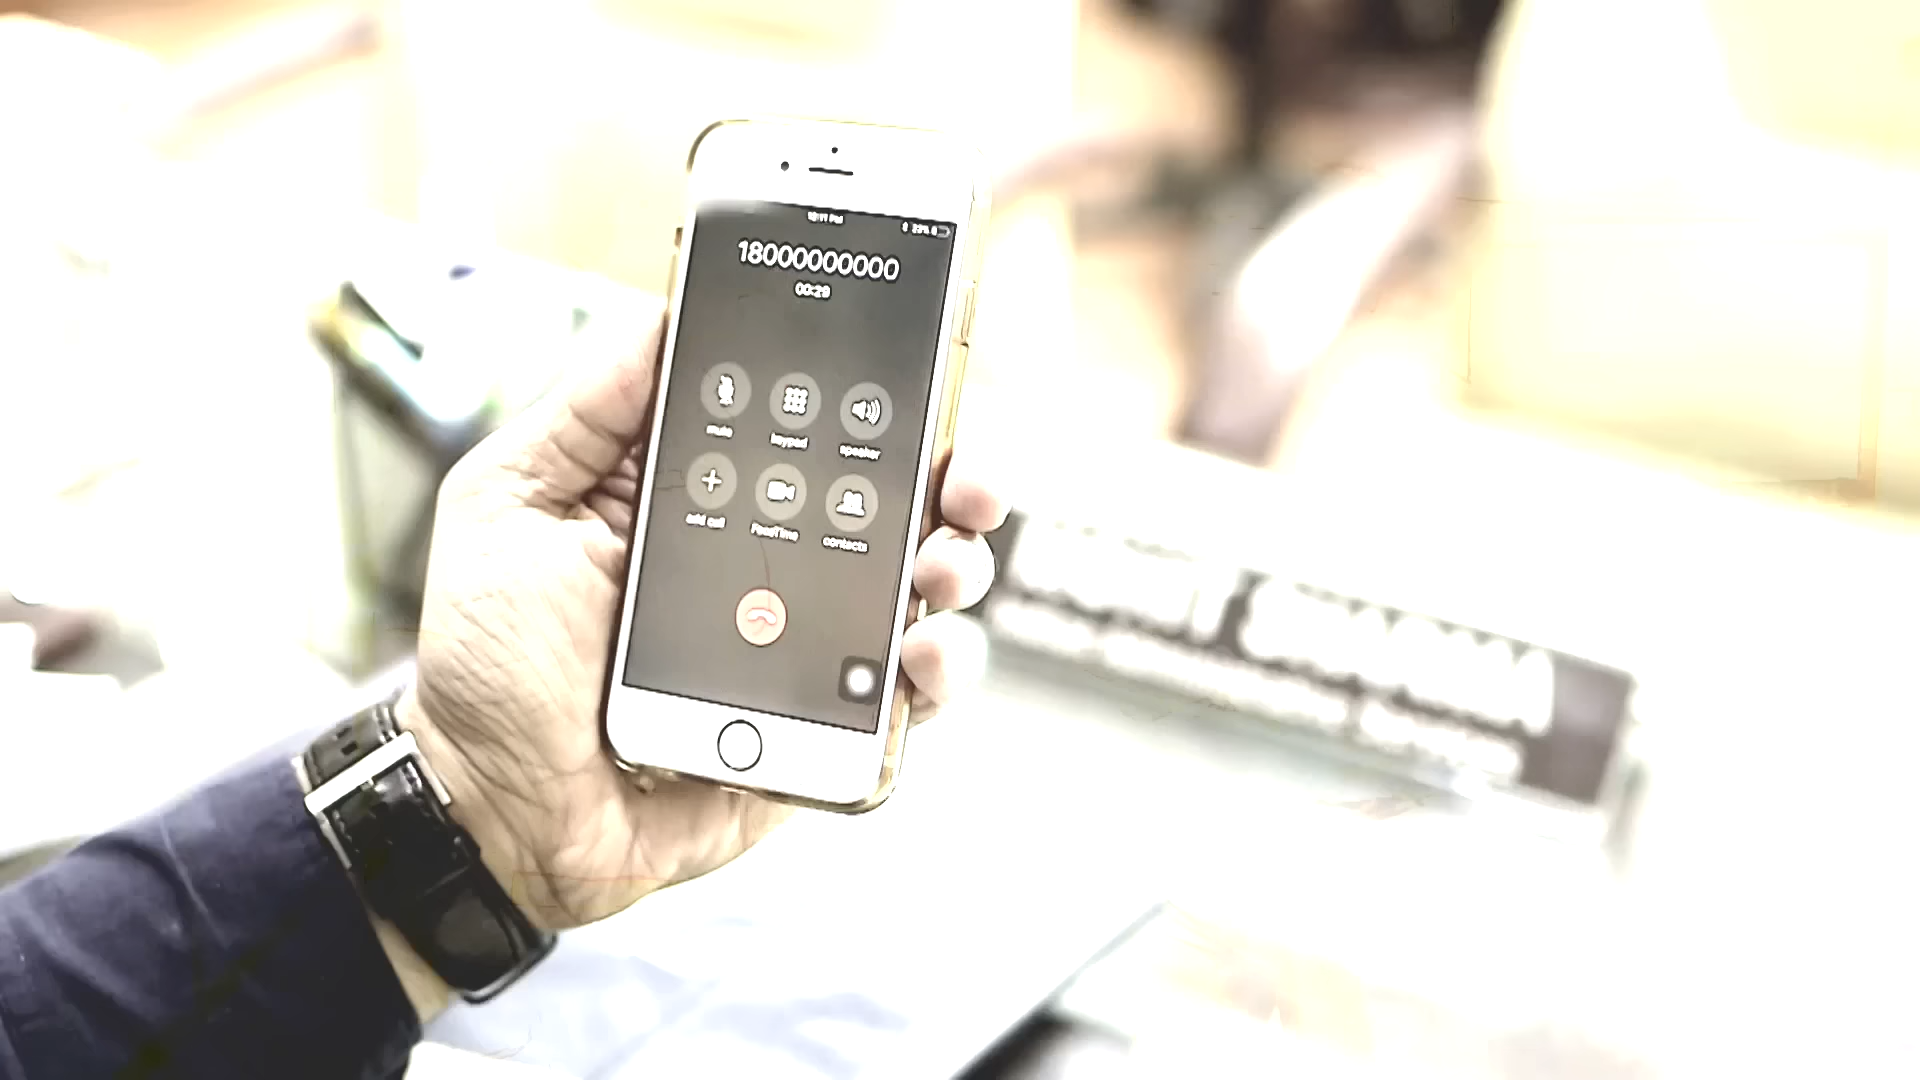 18000000000
00:29
mute keypad speaker
add call FaceTime contacts